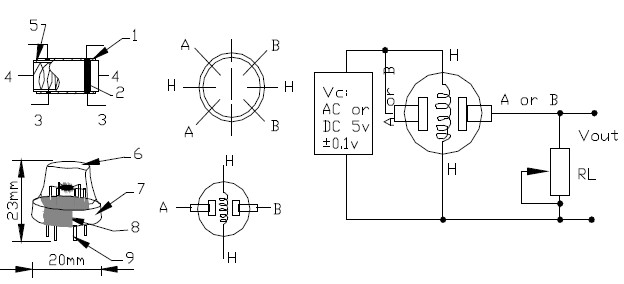 5
1
4
4
2
3
3
A
B
H
H
A
B
6
7
8
9
23mm
20mm
H
A
B
H
H
Vc:
AC or
DC 5v
±0.1v
A or B
A or B
H
Vout
RL